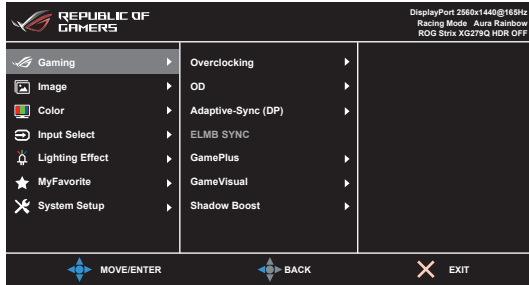 REPUBLIC OF
GAMERS
DisplayPort 2560x1440@165Hz
Racing Mode Aura Rainbow
ROG Strix XG279Q HDR OFF
Gaming
Image
Color
Input Select
Lighting Effect
MyFavorite
System Setup
Overclocking
OD
Adaptive-Sync (DP)
ELMB SYNC
GamePlus
GameVisual
Shadow Boost
MOVE/ENTER
BACK
EXIT